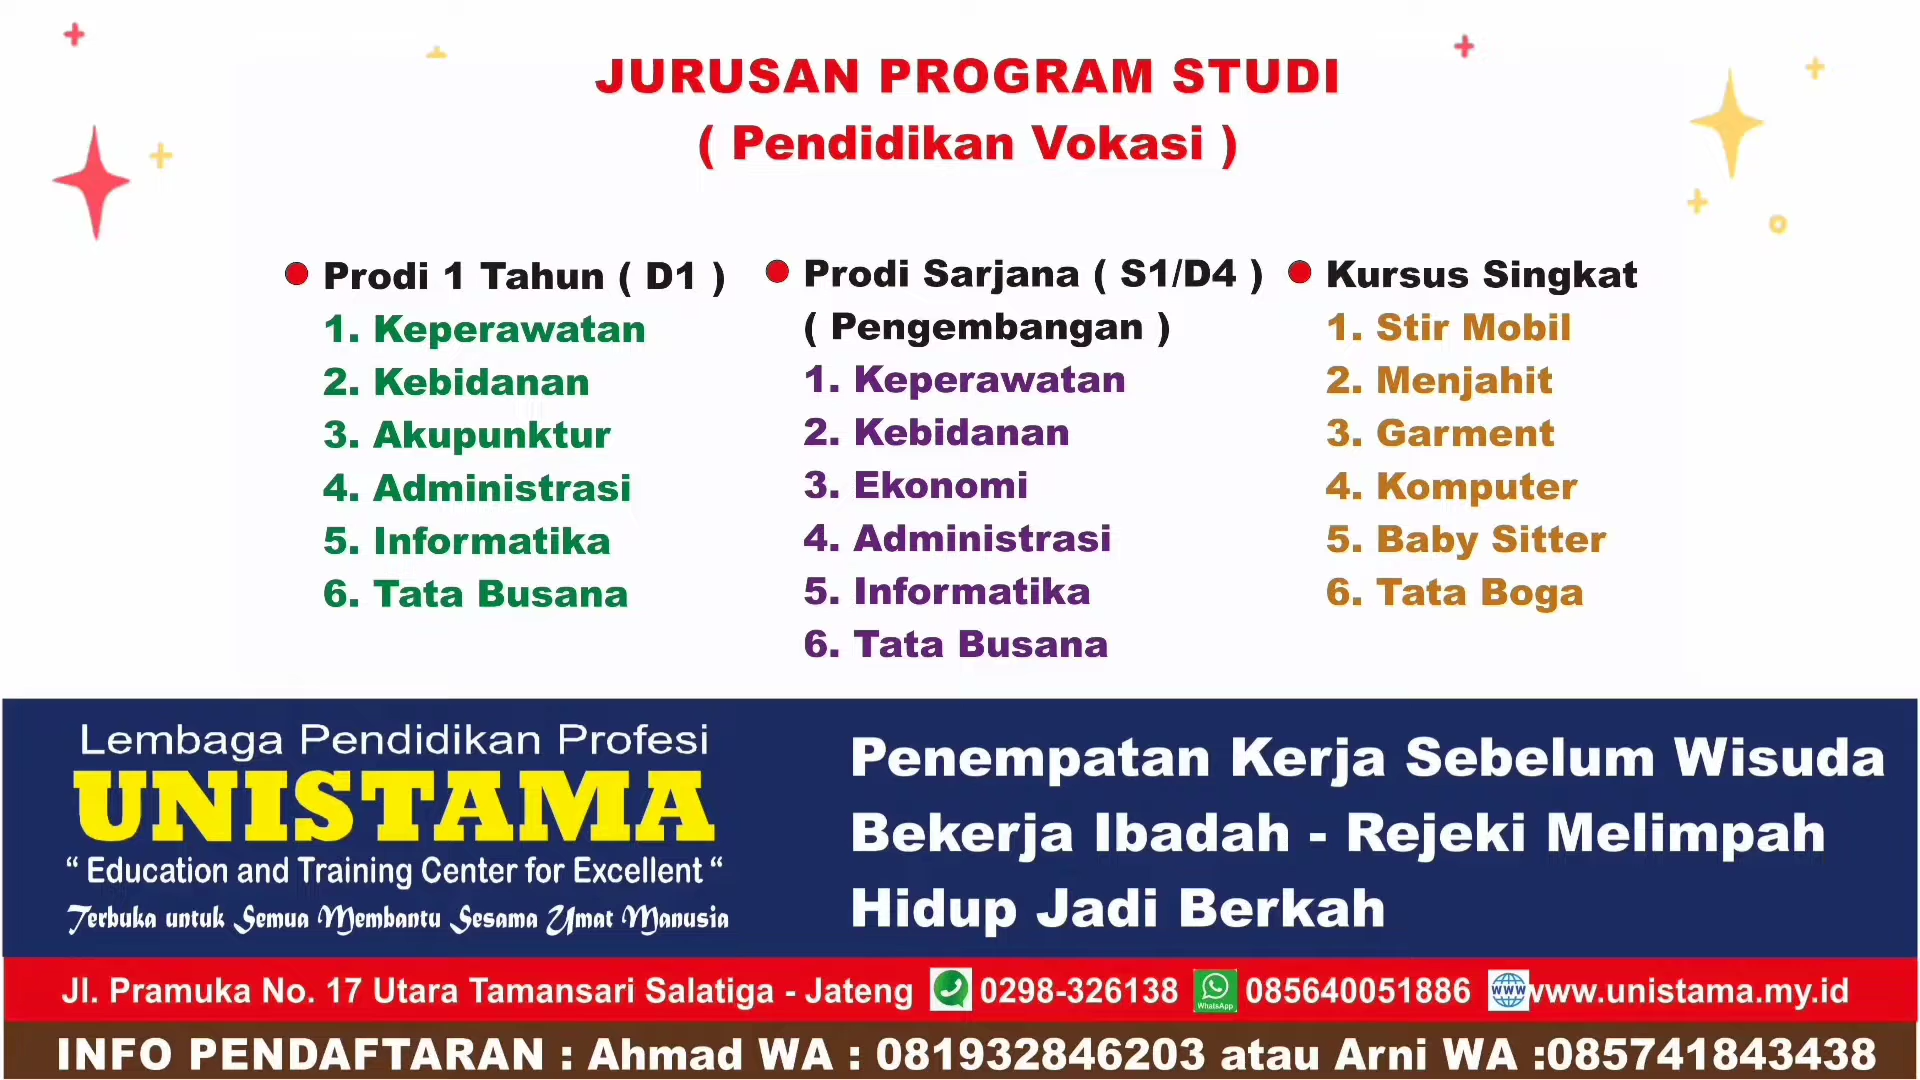 JURUSAN PROGRAM STUDI
( Pendidikan Vokasi )
Prodi 1 Tahun ( D1 )
1. Keperawatan
2. Kebidanan
3. Akupunktur
4. Administrasi
5. Informatika
6. Tata Busana
Prodi Sarjana ( S1/D4 )
( Pengembangan )
1. Keperawatan
2. Kebidanan
3. Ekonomi
4. Administrasi
5. Informatika
6. Tata Busana
Kursus Singkat
1. Stir Mobil
2. Menjahit
3. Garment
4. Komputer
5. Baby Sitter
6. Tata Boga
Lembaga Pendidikan Profesi
UNISTAMA
“ Education and Training Center for Excellent “
Terbuka untuk Semua Membantu Sesama Umat Manusia
Penempatan Kerja Sebelum Wisuda
Bekerja Ibadah - Rejeki Melimpah
Hidup Jadi Berkah
Jl. Pramuka No. 17 Utara Tamansari Salatiga - Jateng 0298-326138 WhatsApp 085640051886 WWW www.unistama.my.id
INFO PENDAFTARAN : Ahmad WA : 081932846203 atau Arni WA :085741843438